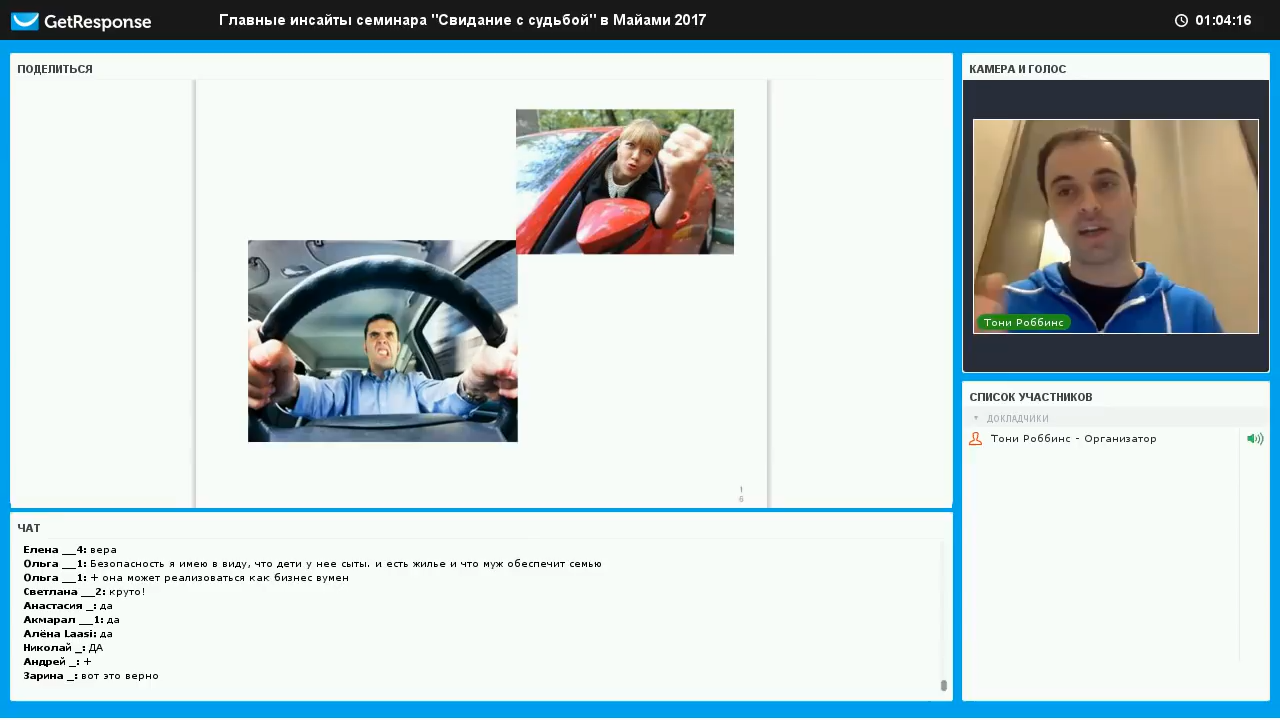 GetResponse
Главные инсайты семинара "Свидание с судьбой" в Майами 2017
01:04:16
ПОДЕЛИТЬСЯ
1
6
КАМЕРА И ГОЛОС
Тони Роббинс
СПИСОК УЧАСТНИКОВ
ДОКЛАДЧИКИ
Тони Роббинс - Организатор
ЧАТ
Елена __4: вера
Ольга __1: Безопасность я имею в виду, что дети у нее сыты. и есть жилье и что муж обеспечит семью
Ольга __1: + она может реализоваться как бизнес вумен
Светлана __2: круто!
Анастасия _: да
Акмарал __1: да
Алёна Laasi: да
Николай _: ДА
Андрей _: +
Зарина _: вот это верно